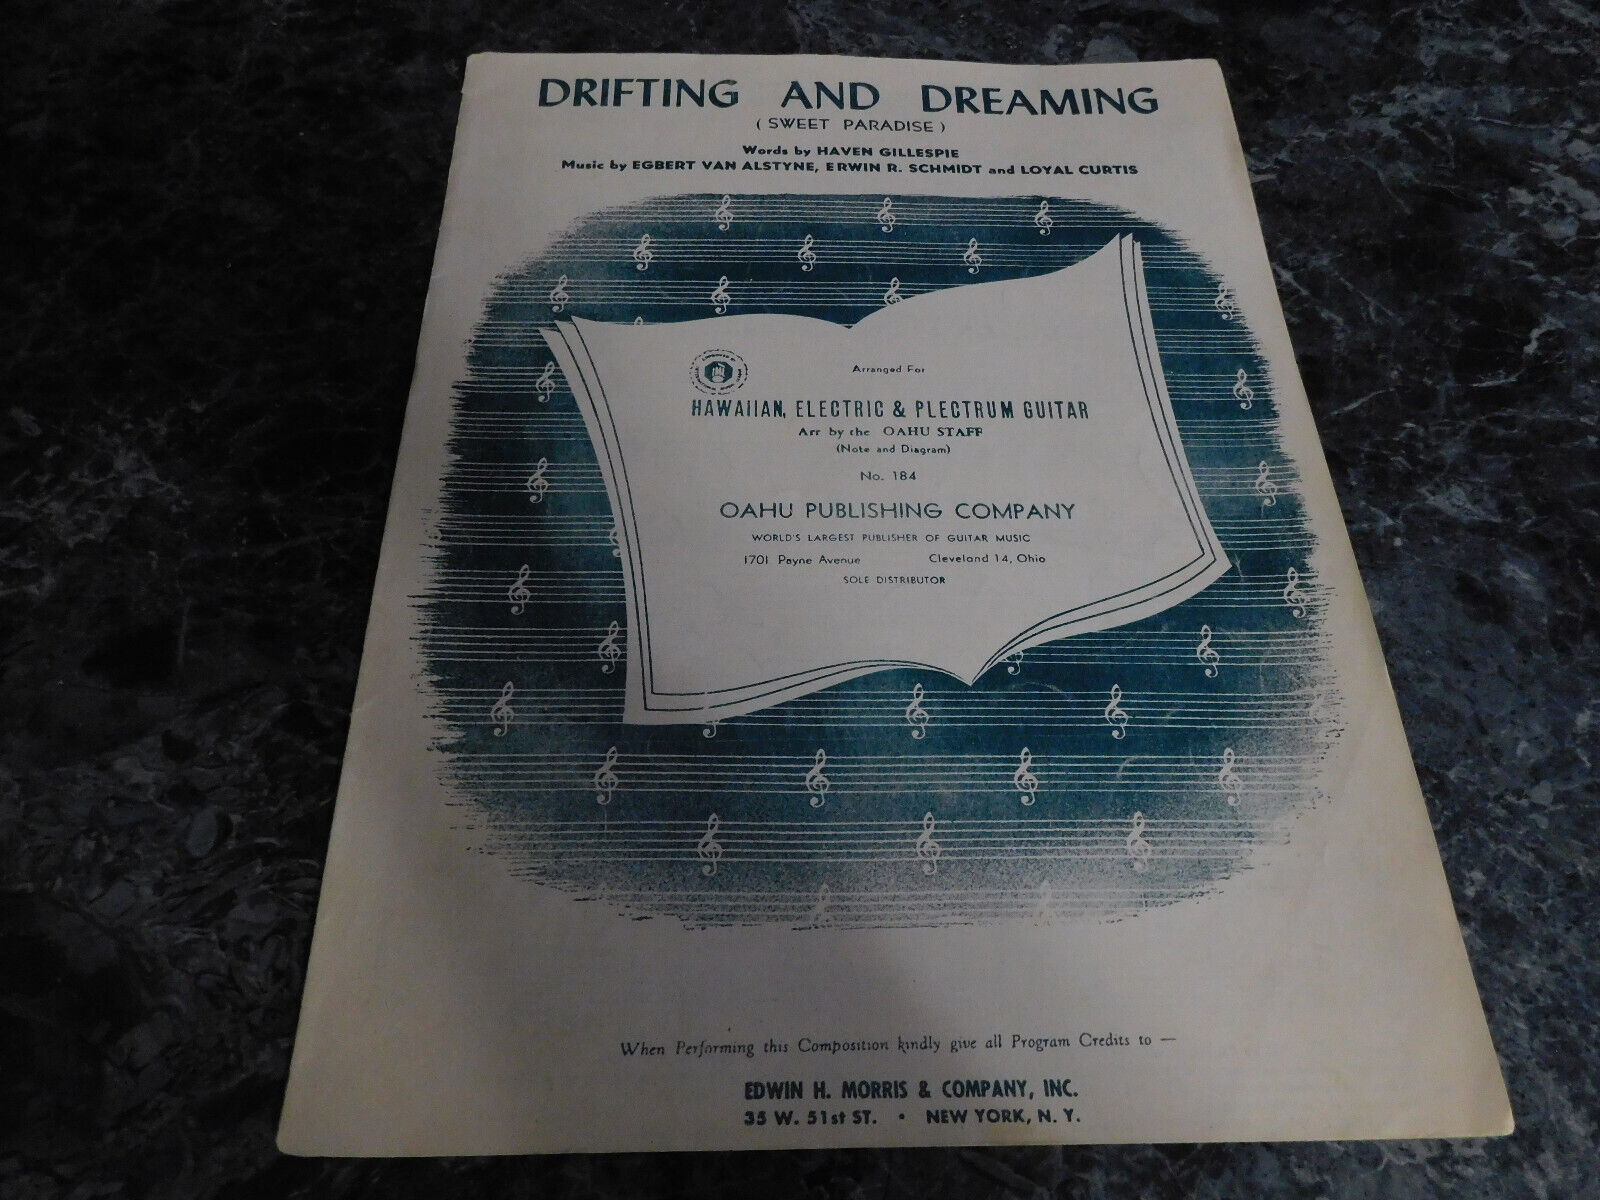 DRIFTING AND DREAMING
( SWEET PARADISE )
Words by HAVEN GILLESPIE
Music by EGBERT VAN ALSTYNE, ERWIN R. SCHMIDT and LOYAL CURTIS
Arranged For
HAWAIIAN, ELECTRIC & PLECTRUM GUITAR
Arr by the OAHU STAFF
(Note and Diagram)
No. 184
OAHU PUBLISHING COMPANY
WORLD'S LARGEST PUBLISHER OF GUITAR MUSIC
1701 Payne Avenue Cleveland 14, Ohio
SOLE DISTRIBUTOR
When Performing this Composition kindly give all Program Credits to —
EDWIN H. MORRIS & COMPANY, INC.
35 W. 51st ST. • NEW YORK, N. Y.